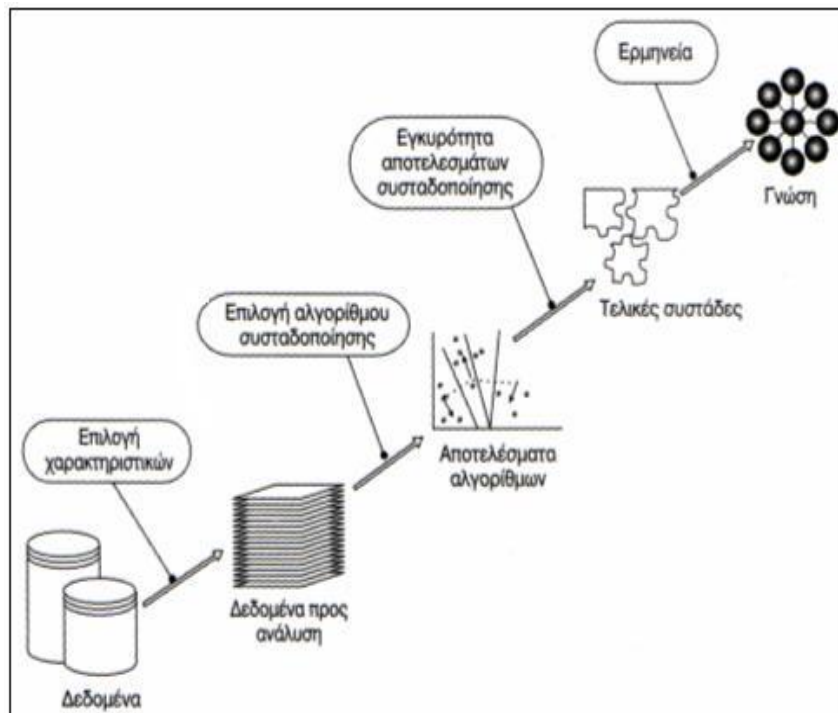 Ερμηνεία
Γνώση
Εγκυρότητα
αποτελεσμάτων
συσταδοποίησης
Τελικές συστάδες
Επιλογή αλγορίθμου
συσταδοποίησης
Αποτελέσματα
αλγορίθμων
Επιλογή
χαρακτηριστικών
Δεδομένα προς
ανάλυση
Δεδομένα